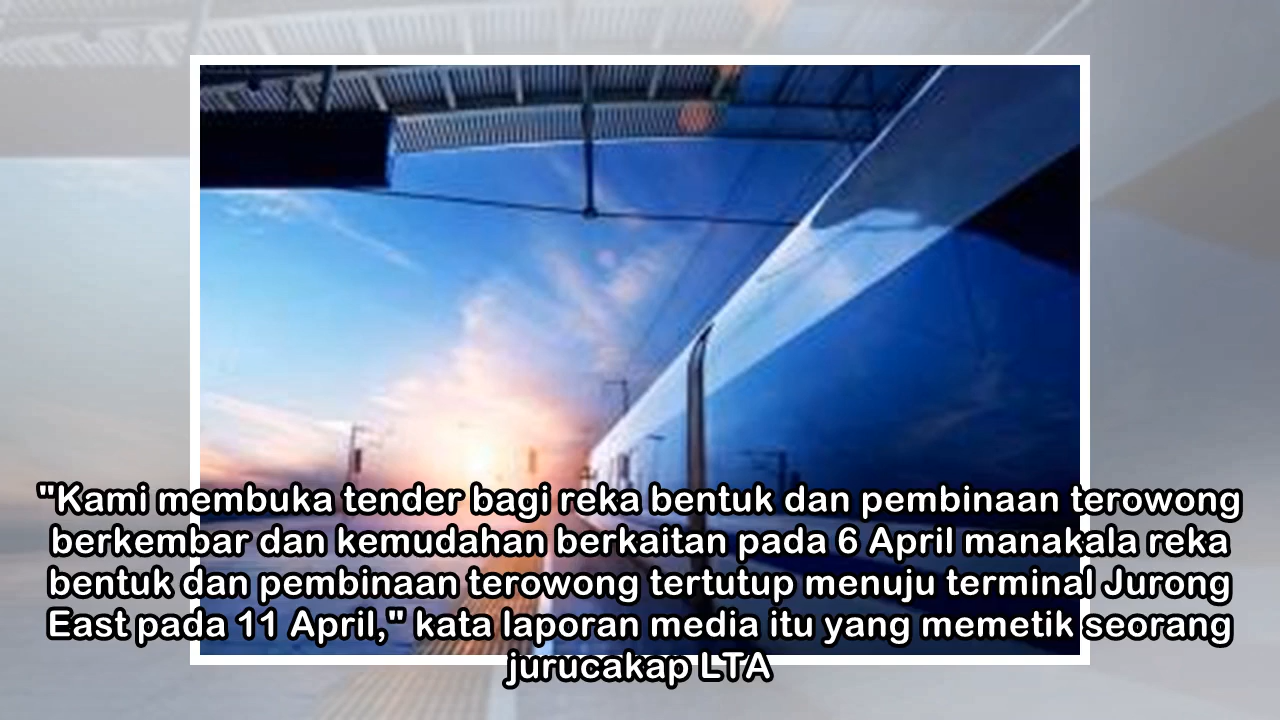 "Kami membuka tender bagi reka bentuk dan pembinaan terowong
berkembar dan kemudahan berkaitan pada 6 April manakala reka
bentuk dan pembinaan terowong tertutup menuju terminal Jurong
East pada 11 April," kata laporan media itu yang memetik seorang
jurucakap LTA